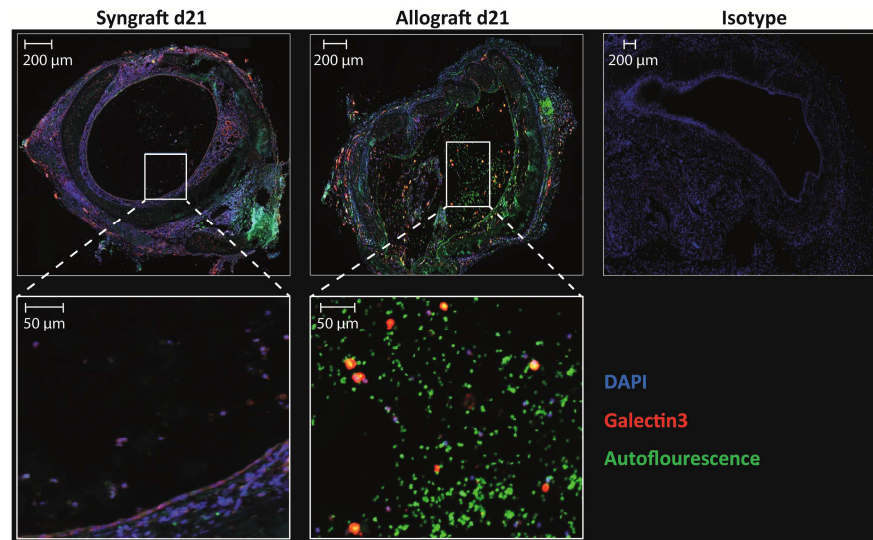 Syngraft d21
Allograft d21
Isotype
200 µm
200 µm
200 µm
50 µm
50 µm
DAPI
Galectin3
Autoflourescence